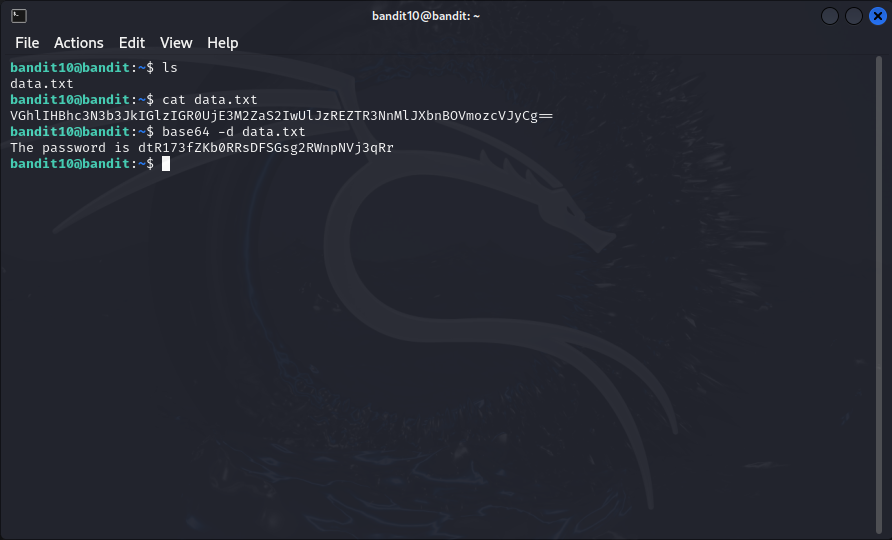 bandit10@bandit: ~
File Actions Edit View Help
bandit10@bandit:~$ ls
data.txt
bandit10@bandit:~$ cat data.txt
VGhlIHBhc3N3b3JkIGlzIGR0UjE3M2ZaS2IwUlJzREZTR3NnMlJXbnBOVmozcVJyCg==
bandit10@bandit:~$ base64 -d data.txt
The password is dtR173fZKb0RRsDFSGsg2RWnpNVj3qRr
bandit10@bandit:~$